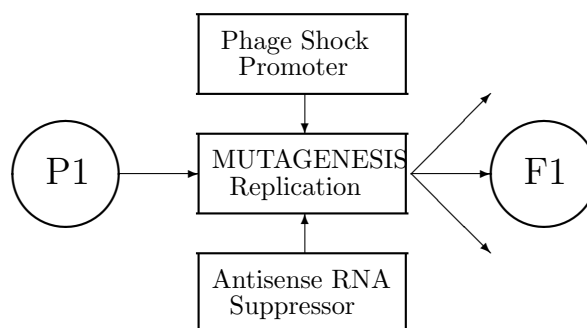 Phage Shock
Promoter
P1
MUTAGENESIS
Replication
F1
Antisense RNA
Suppressor